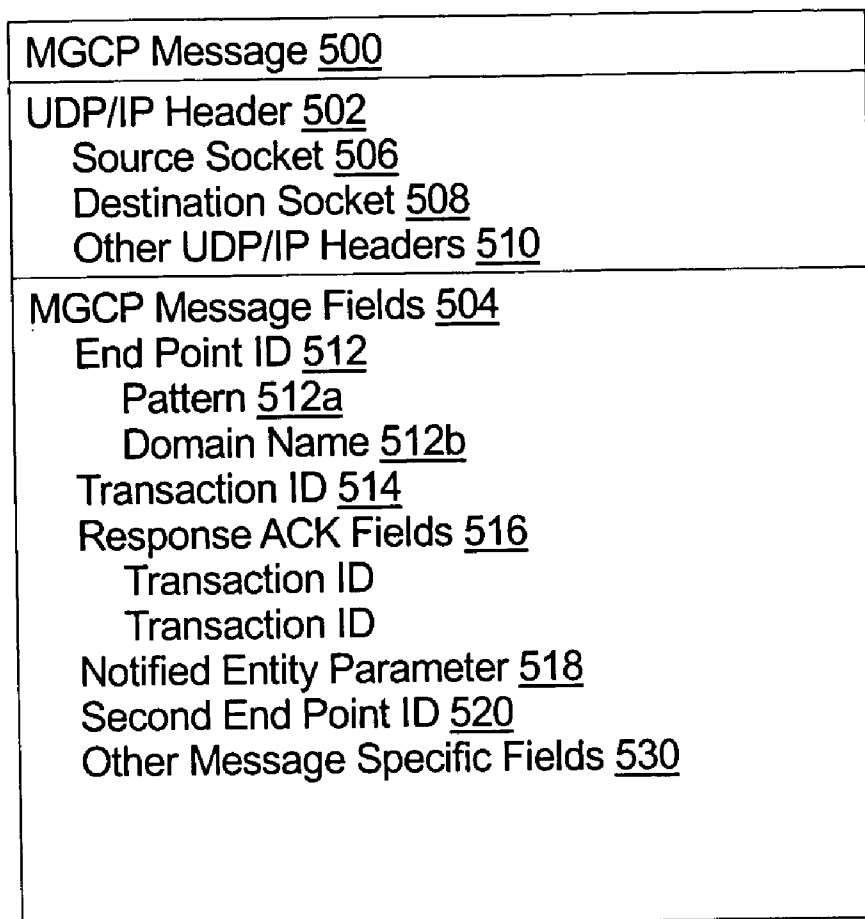 MGCP Message 500
UDP/IP Header 502
Source Socket 506
Destination Socket 508
Other UDP/IP Headers 510
MGCP Message Fields 504
End Point ID 512
Pattern 512a
Domain Name 512b
Transaction ID 514
Response ACK Fields 516
Transaction ID
Transaction ID
Notified Entity Parameter 518
Second End Point ID 520
Other Message Specific Fields 530